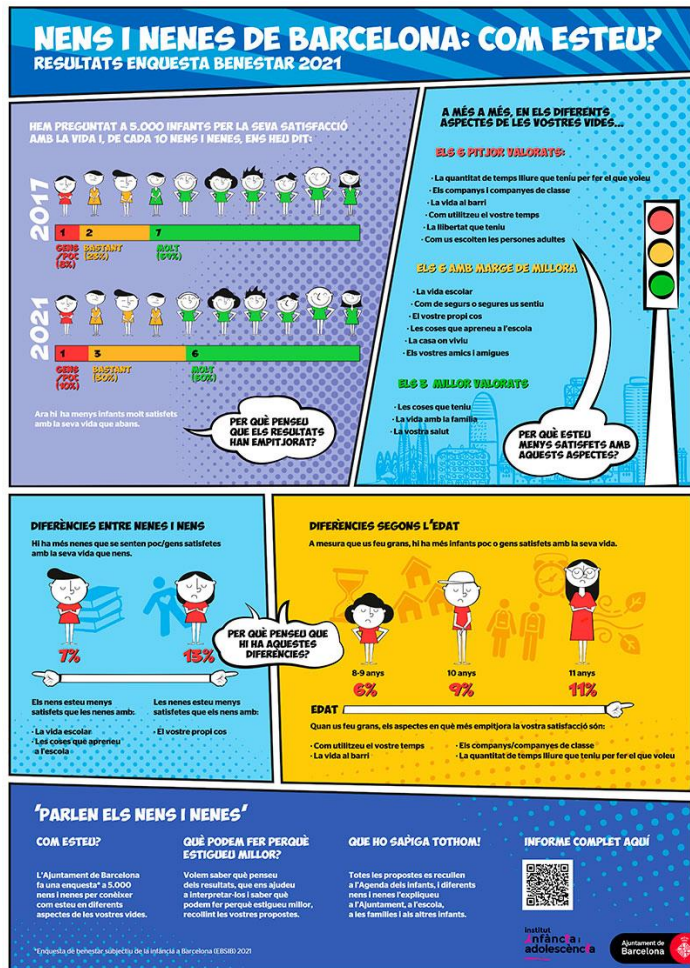 NENS I NENES DE BARCELONA: COM ESTEU?
RESULTATS ENQUESTA BENESTAR 2021
HEM PREGUNTAT A 5.000 INFANTS PER LA SEVA SATISFACCIÓ
AMB LA VIDA I, DE CADA 10 NENS I NENES, ENS HEU DIT:
2017
1
2
7
GENS
/POC
(8%)
BASTANT
MOLT
2021
1
3
6
GENS
/POC
(10%)
BASTANT
(30%)
MOLT
(60%)
Ara hi ha menys infants molt satisfets
amb la seva vida que abans.
PER QUÈ PENSEU
QUE ELS RESULTATS
HAN EMPITJORAT?
A MÉS A MÉS, EN ELS DIFERENTS
ASPECTES DE LES VOSTRES VIDES...
ELS 6 PITJOR VALORATS:
· La quantitat de temps lliure que teniu per fer el que voleu
· Els companys i companyes de classe
· La vida al barri
· Com utilitzeu el vostre temps
· La llibertat que teniu
· Com us escolten les persones adultes
ELS 6 AMB MARGE DE MILLORA
· La vida escolar
· Com de segurs o segures us sentiu
· El vostre propi cos
· Les coses que apreneu a l'escola
· La casa on viviu
· Els vostres amics i amigues
ELS 3 MILLOR VALORATS
· Les coses que teniu
· La vida amb la família
· La vostra salut
PER QUÈ ESTEU
MENYS SATISFETS AMB
AQUESTS ASPECTES?
DIFERÈNCIES ENTRE NENES I NENS
Hi ha més nenes que se senten poc/gens satisfetes
amb la seva vida que nens.
7%
13%
PER QUÈ PENSEU QUE
HI HA AQUESTES
DIFERÈNCIES?
Els nens esteu menys
satisfets que les nenes amb:
· La vida escolar
· Les coses què apreneu
a l'escola
Les nenes esteu menys
satisfetes que els nens amb:
· El vostre propi cos
DIFERÈNCIES SEGONS L'EDAT
A mesura que us feu grans, hi ha més infants poc o gens satisfets amb la seva vida.
8-9 anys
6%
10 anys
9%
11 anys
11%
EDAT
Quan us feu grans, els aspectes en què més empitjora la vostra satisfacció són:
· Com utilitzeu el vostre temps
· La vida al barri
· Els companys/companyes de classe
· La quantitat de temps lliure que teniu per fer el que voleu
'PARLEN ELS NENS I NENES'
COM ESTEU?
L'Ajuntament de Barcelona
fa una enquesta* a 5.000
nens i nenes per conèixer
com esteu en diferents
aspectes de les vostres vides.
QUÈ PODEM FER PERQUÈ
ESTIGUEU MILLOR?
Volem saber què penseu
dels resultats, que ens ajudeu
a interpretar-los i saber què
podem fer perquè estigueu millor,
recollint les vostres propostes.
QUE HO SAPIGA TOTHOM!
Totes les propostes es recullen
a l'Agenda dels infants, i diferents
nens i nenes l'expliqueu
a l'Ajuntament, a l'escola,
a les famílies i als altres infants.
INFORME COMPLET AQUÍ
*Enquesta de benestar subjectiu de la infància a Barcelona (EBSIB) 2021
institut
infància i
adolescència
Ajuntament de
Barcelona